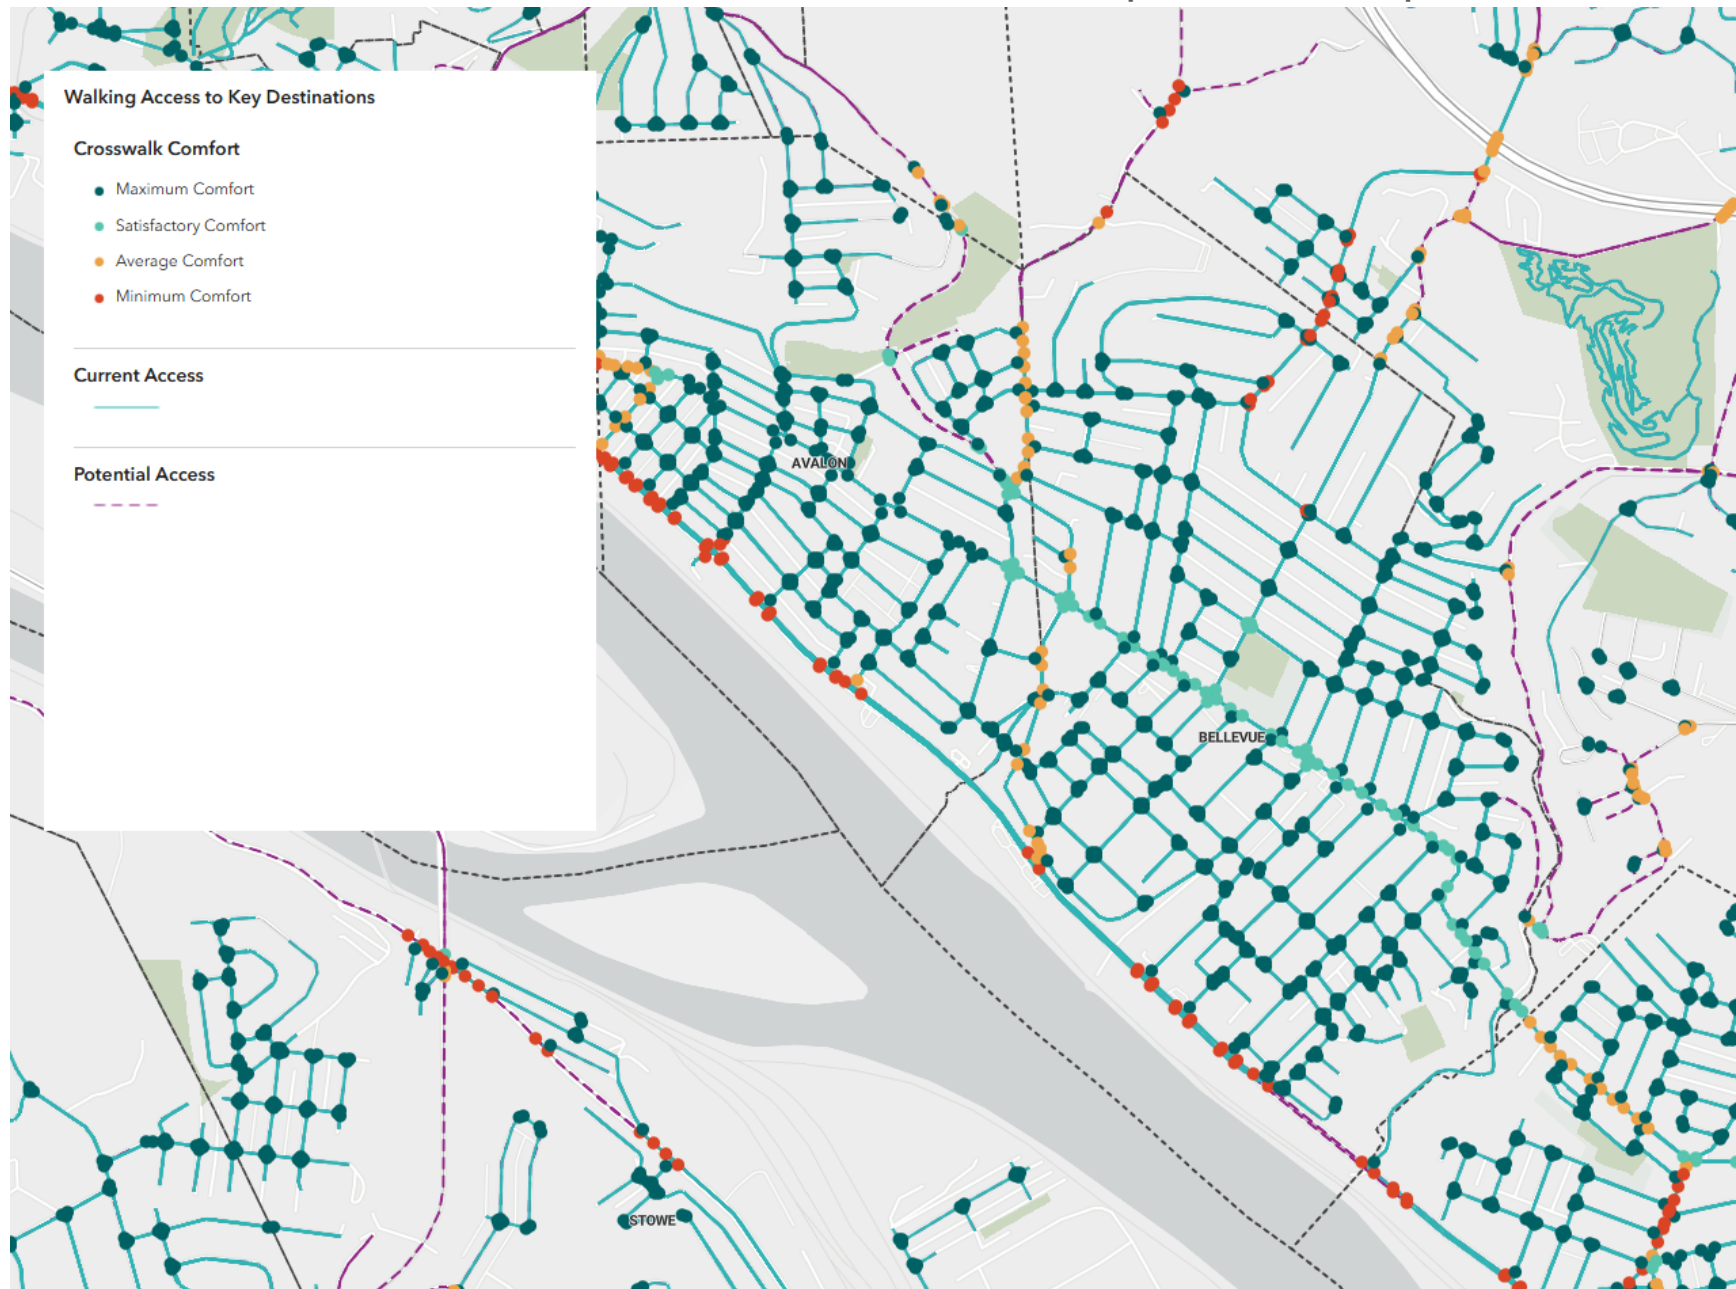 Walking Access to Key Destinations
Crosswalk Comfort
Maximum Comfort
Satisfactory Comfort
Average Comfort
Minimum Comfort
Current Access
Potential Access
AVALON
BELLEVUE
STOWE